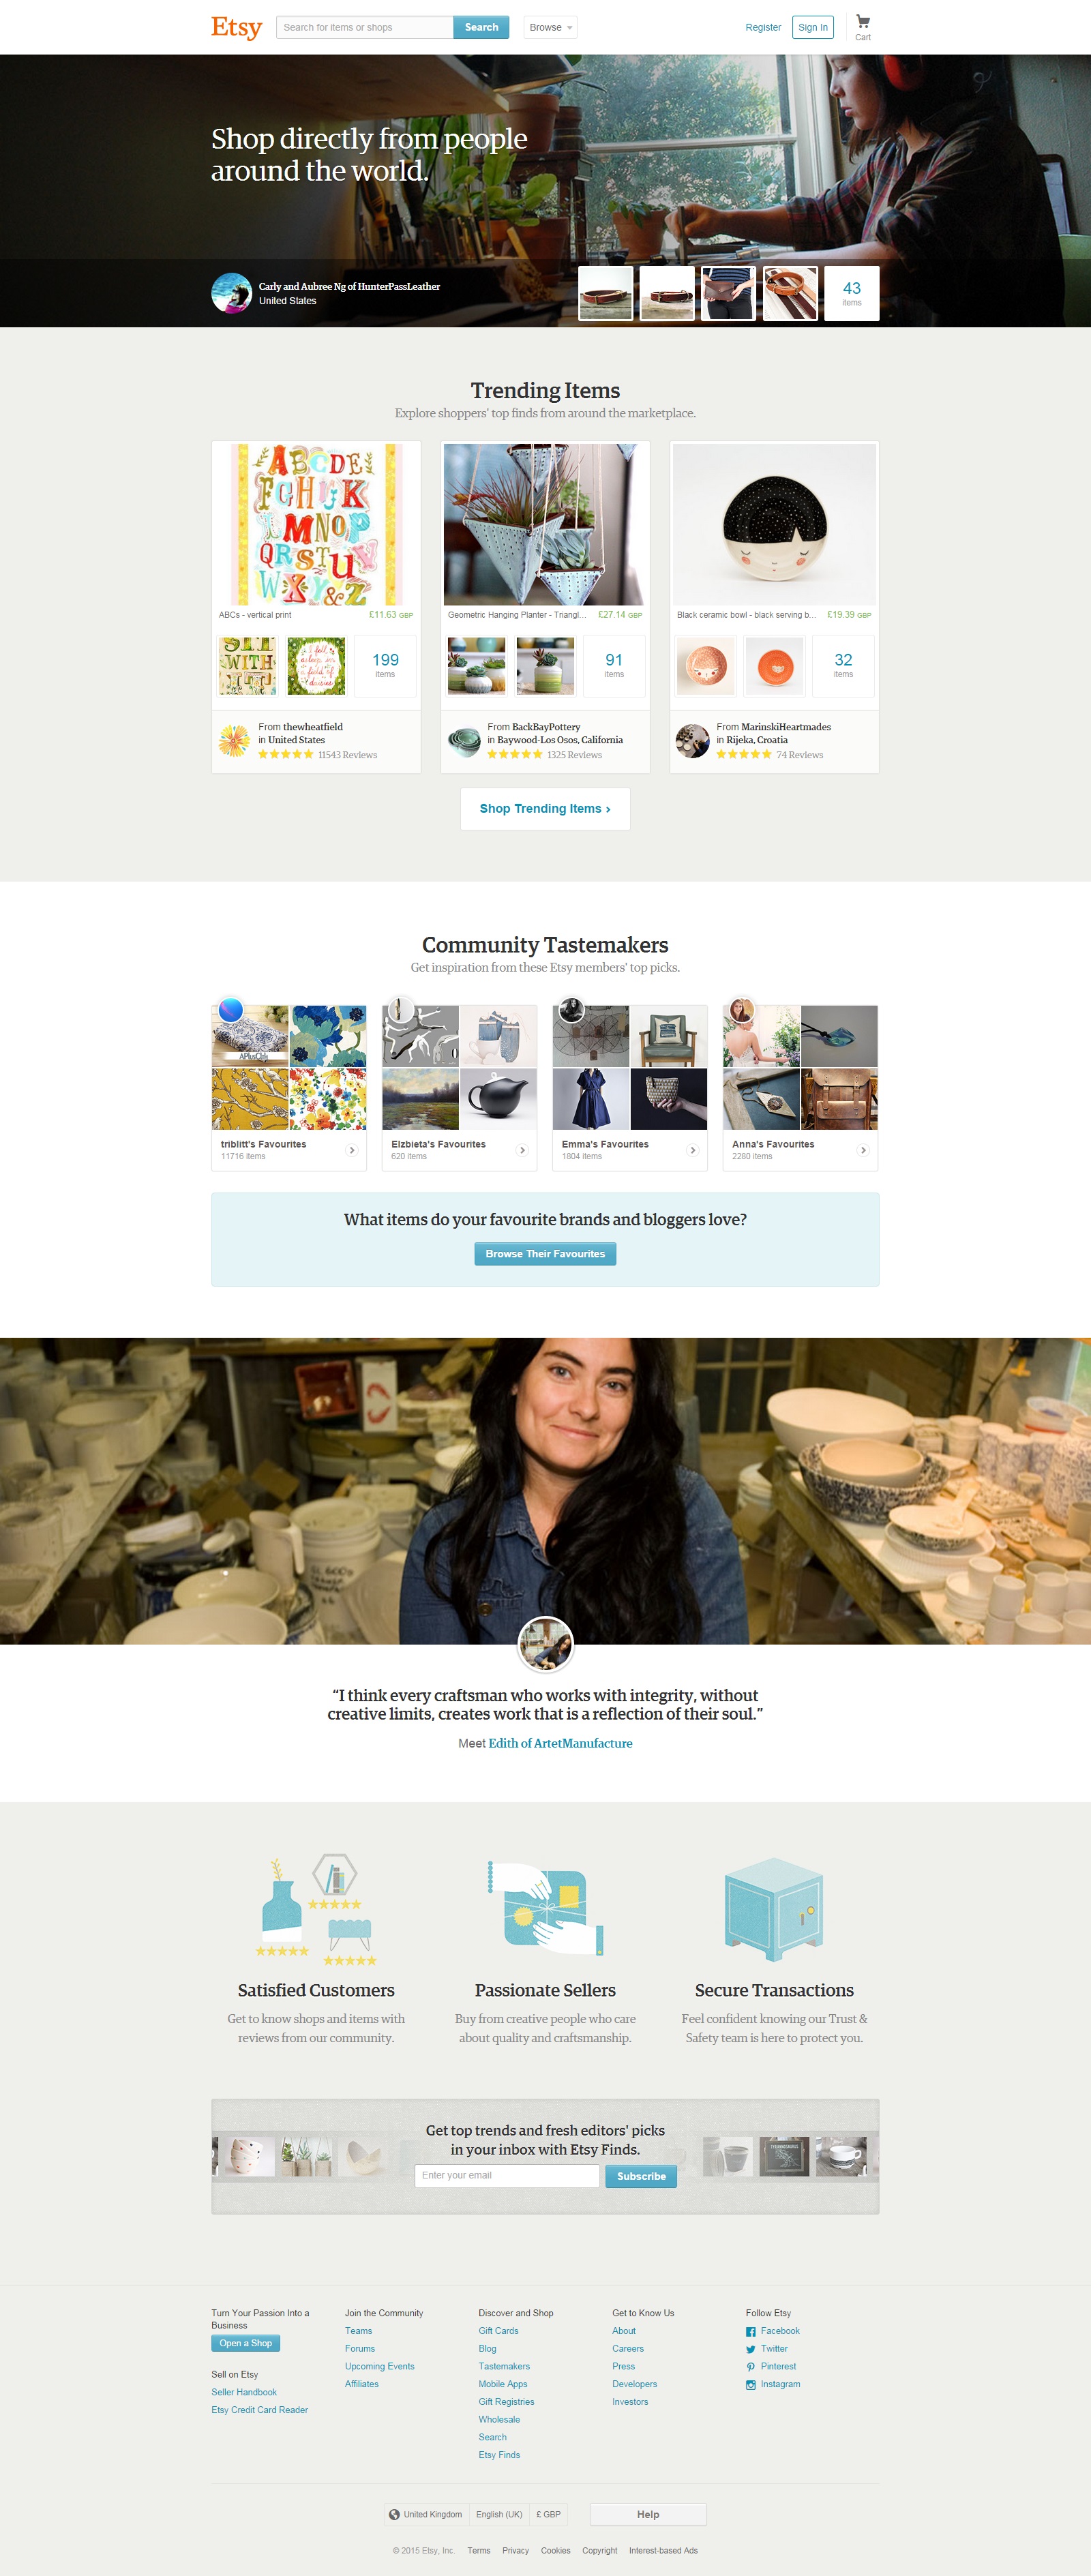 Etsy
Search for items or shops
Search
Browse
Register
Sign In
Cart
Shop directly from people
around the world.
Carly and Aubree Ng of HunterPassLeather
United States
43
items
Trending Items
Explore shoppers' top finds from around the marketplace.
ABCDE
FGHIJK
MNOP
QRSTUV
WXYZ&
ABCs - vertical print
£11.63 GBP
WITH
199
items
From thewheatfield
in United States
11543 Reviews
Geometric Hanging Planter - Triangl...
£27.14 GBP
91
items
From BackBayPottery
in Baywood-Los Osos, California
1325 Reviews
Black ceramic bowl - black serving b...
£19.39 GBP
32
items
From MarinskiHeartmades
in Rijeka, Croatia
74 Reviews
Shop Trending Items ›
Community Tastemakers
Get inspiration from these Etsy members' top picks.
triblitt's Favourites
11716 items
Elzbieta's Favourites
620 items
Emma's Favourites
1804 items
Anna's Favourites
2280 items
What items do your favourite brands and bloggers love?
Browse Their Favourites
“I think every craftsman who works with integrity, without
creative limits, creates work that is a reflection of their soul.”
Meet Edith of ArtetManufacture
Satisfied Customers
Get to know shops and items with
reviews from our community.
Passionate Sellers
Buy from creative people who care
about quality and craftsmanship.
Secure Transactions
Feel confident knowing our Trust &
Safety team is here to protect you.
Get top trends and fresh editors' picks
in your inbox with Etsy Finds.
Enter your email
Subscribe
Turn Your Passion Into a
Business
Open a Shop
Sell on Etsy
Seller Handbook
Etsy Credit Card Reader
Join the Community
Teams
Forums
Upcoming Events
Affiliates
Discover and Shop
Gift Cards
Blog
Tastemakers
Mobile Apps
Gift Registries
Wholesale
Search
Etsy Finds
Get to Know Us
About
Careers
Press
Developers
Investors
Follow Etsy
Facebook
Twitter
Pinterest
Instagram
United Kingdom
English (UK)
£ GBP
Help
© 2015 Etsy, Inc.
Terms
Privacy
Cookies
Copyright
Interest-based Ads